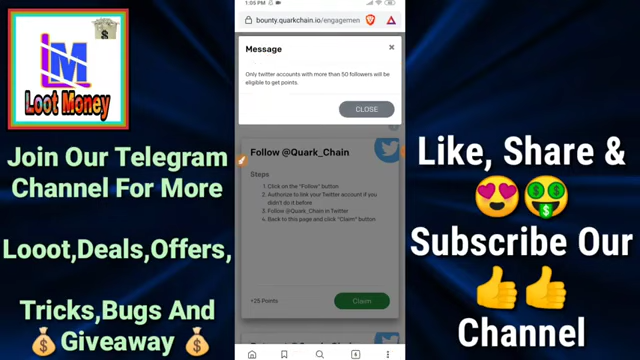 LM
Loot Money
Join Our Telegram
Channel For More
Looot,Deals,Offers,
Tricks,Bugs And
Giveaway
1:05 PM
bounty.quarkchain.io/engagemen
Message
Only twitter accounts with more than 50 followers will be
eligible to get points.
CLOSE
Follow @Quark_Chain
Steps
1. Click on the "Follow" button
2. Authorize to link your Twitter account if you
didn't do it before
3. Follow @Quark_Chain in Twitter
4. Back to this page and click "Claim" button
+25 Points
Claim
Like, Share &
Subscribe Our
Channel